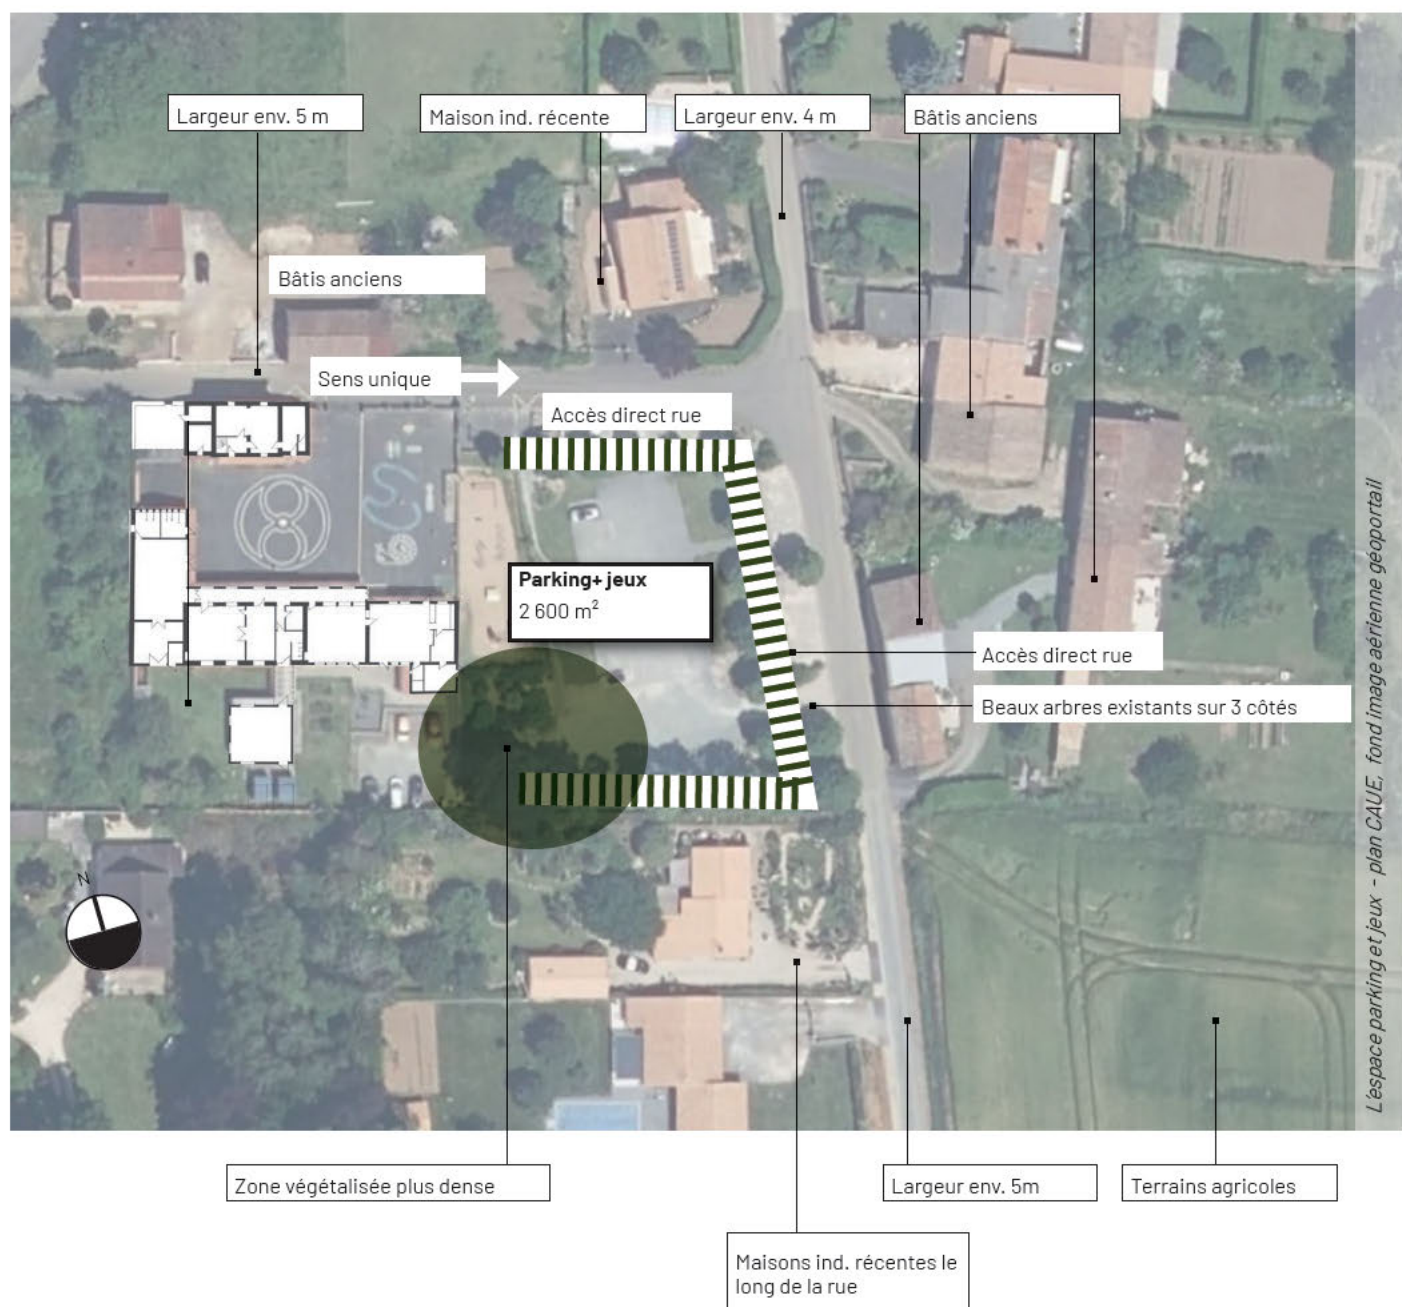 Largeur env. 5 m
Maison ind. récente
Largeur env. 4 m
Bâtis anciens
Bâtis anciens
Sens unique
Accès direct rue
Parking+ jeux
2 600 m²
Accès direct rue
Beaux arbres existants sur 3 côtés
N
L'espace parking et jeux - plan CAUE, fond image aérienne géoportail
Zone végétalisée plus dense
Largeur env. 5m
Terrains agricoles
Maisons ind. récentes le
long de la rue